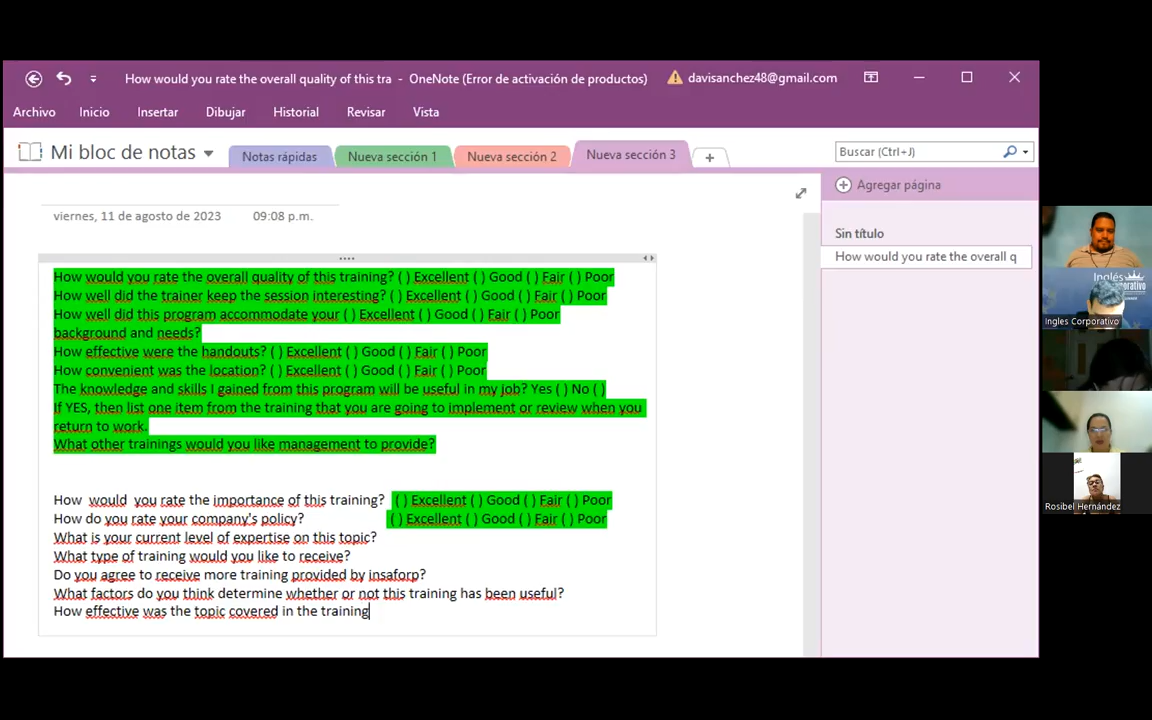 How would you rate the overall quality of this tra - OneNote (Error de activación de productos)
davisanchez48@gmail.com
Archivo Inicio Insertar Dibujar Historial Revisar Vista
Mi bloc de notas Notas rápidas Nueva sección 1 Nueva sección 2 Nueva sección 3 +
Buscar (Ctrl+J)
Agregar página
Sin título
How would you rate the overall q
viernes, 11 de agosto de 2023 09:08 p.m.
How would you rate the overall quality of this training? ( ) Excellent ( ) Good ( ) Fair ( ) Poor
How well did the trainer keep the session interesting? ( ) Excellent ( ) Good ( ) Fair ( ) Poor
How well did this program accommodate your ( ) Excellent ( ) Good ( ) Fair ( ) Poor
background and needs?
How effective were the handouts? ( ) Excellent ( ) Good ( ) Fair ( ) Poor
How convenient was the location? ( ) Excellent ( ) Good ( ) Fair ( ) Poor
The knowledge and skills I gained from this program will be useful in my job? Yes ( ) No ( )
If YES, then list one item from the training that you are going to implement or review when you
return to work.
What other trainings would you like management to provide?
How would you rate the importance of this training? ( ) Excellent ( ) Good ( ) Fair ( ) Poor
How do you rate your company's policy? ( ) Excellent ( ) Good ( ) Fair ( ) Poor
What is your current level of expertise on this topic?
What type of training would you like to receive?
Do you agree to receive more training provided by insaforp?
What factors do you think determine whether or not this training has been useful?
How effective was the topic covered in the training
Inglés
Ingles Corporativo
Rosibel Hernández